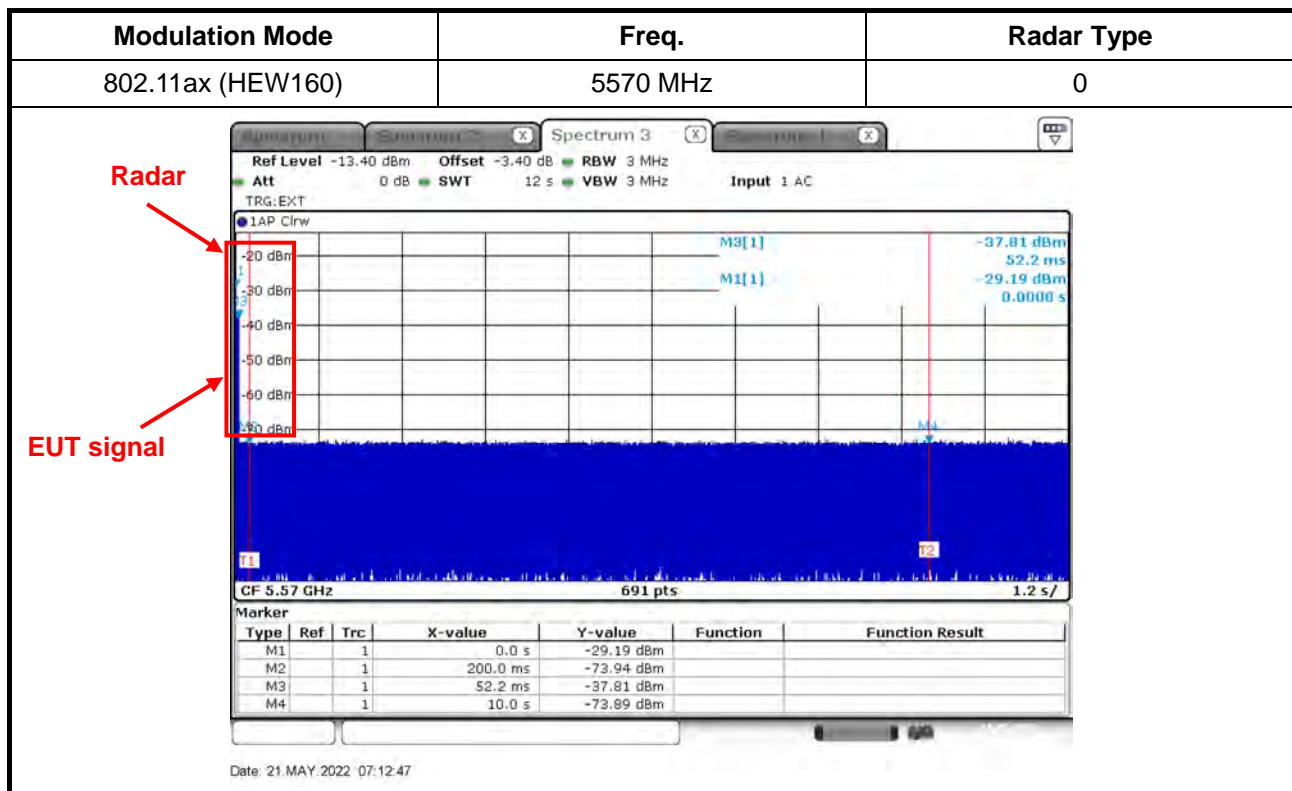 Modulation Mode Freq. Radar Type
802.11ax (HEW160) 5570 MHz 0
Spectrum 2 X Spectrum 3 X X
Ref Level -13.40 dBm Offset -3.40 dB RBW 3 MHz
Att 0 dB SWT 12 s VBW 3 MHz Input 1 AC
TRG:EXT
1AP Clrw
Radar
EUT signal
M3[1] -37.81 dBm
52.2 ms
M1[1] -29.19 dBm
0.0000 s
-20 dBm
-30 dBm
-40 dBm
-50 dBm
-60 dBm
M4
T1 T2
CF 5.57 GHz 691 pts 1.2 s/
Marker
Type Ref Trc X-value Y-value Function Function Result
M1 1 0.0 s -29.19 dBm
M2 1 200.0 ms -73.94 dBm
M3 1 52.2 ms -37.81 dBm
M4 1 10.0 s -73.89 dBm
Date: 21.MAY.2022 07:12:47